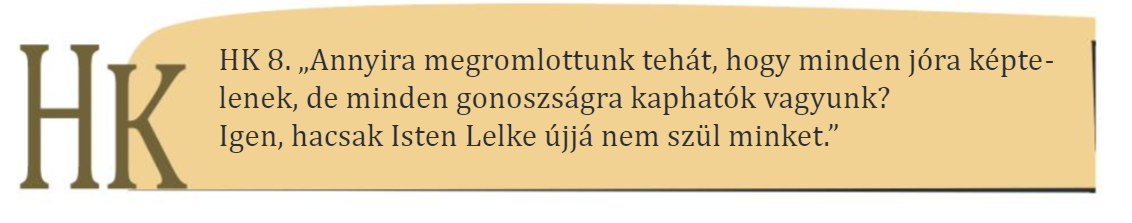 HK
HK 8. „Annyira megromlottunk tehát, hogy minden jóra képte-
lenek, de minden gonoszságra kaphatók vagyunk?
Igen, hacsak Isten Lelke újjá nem szül minket.”